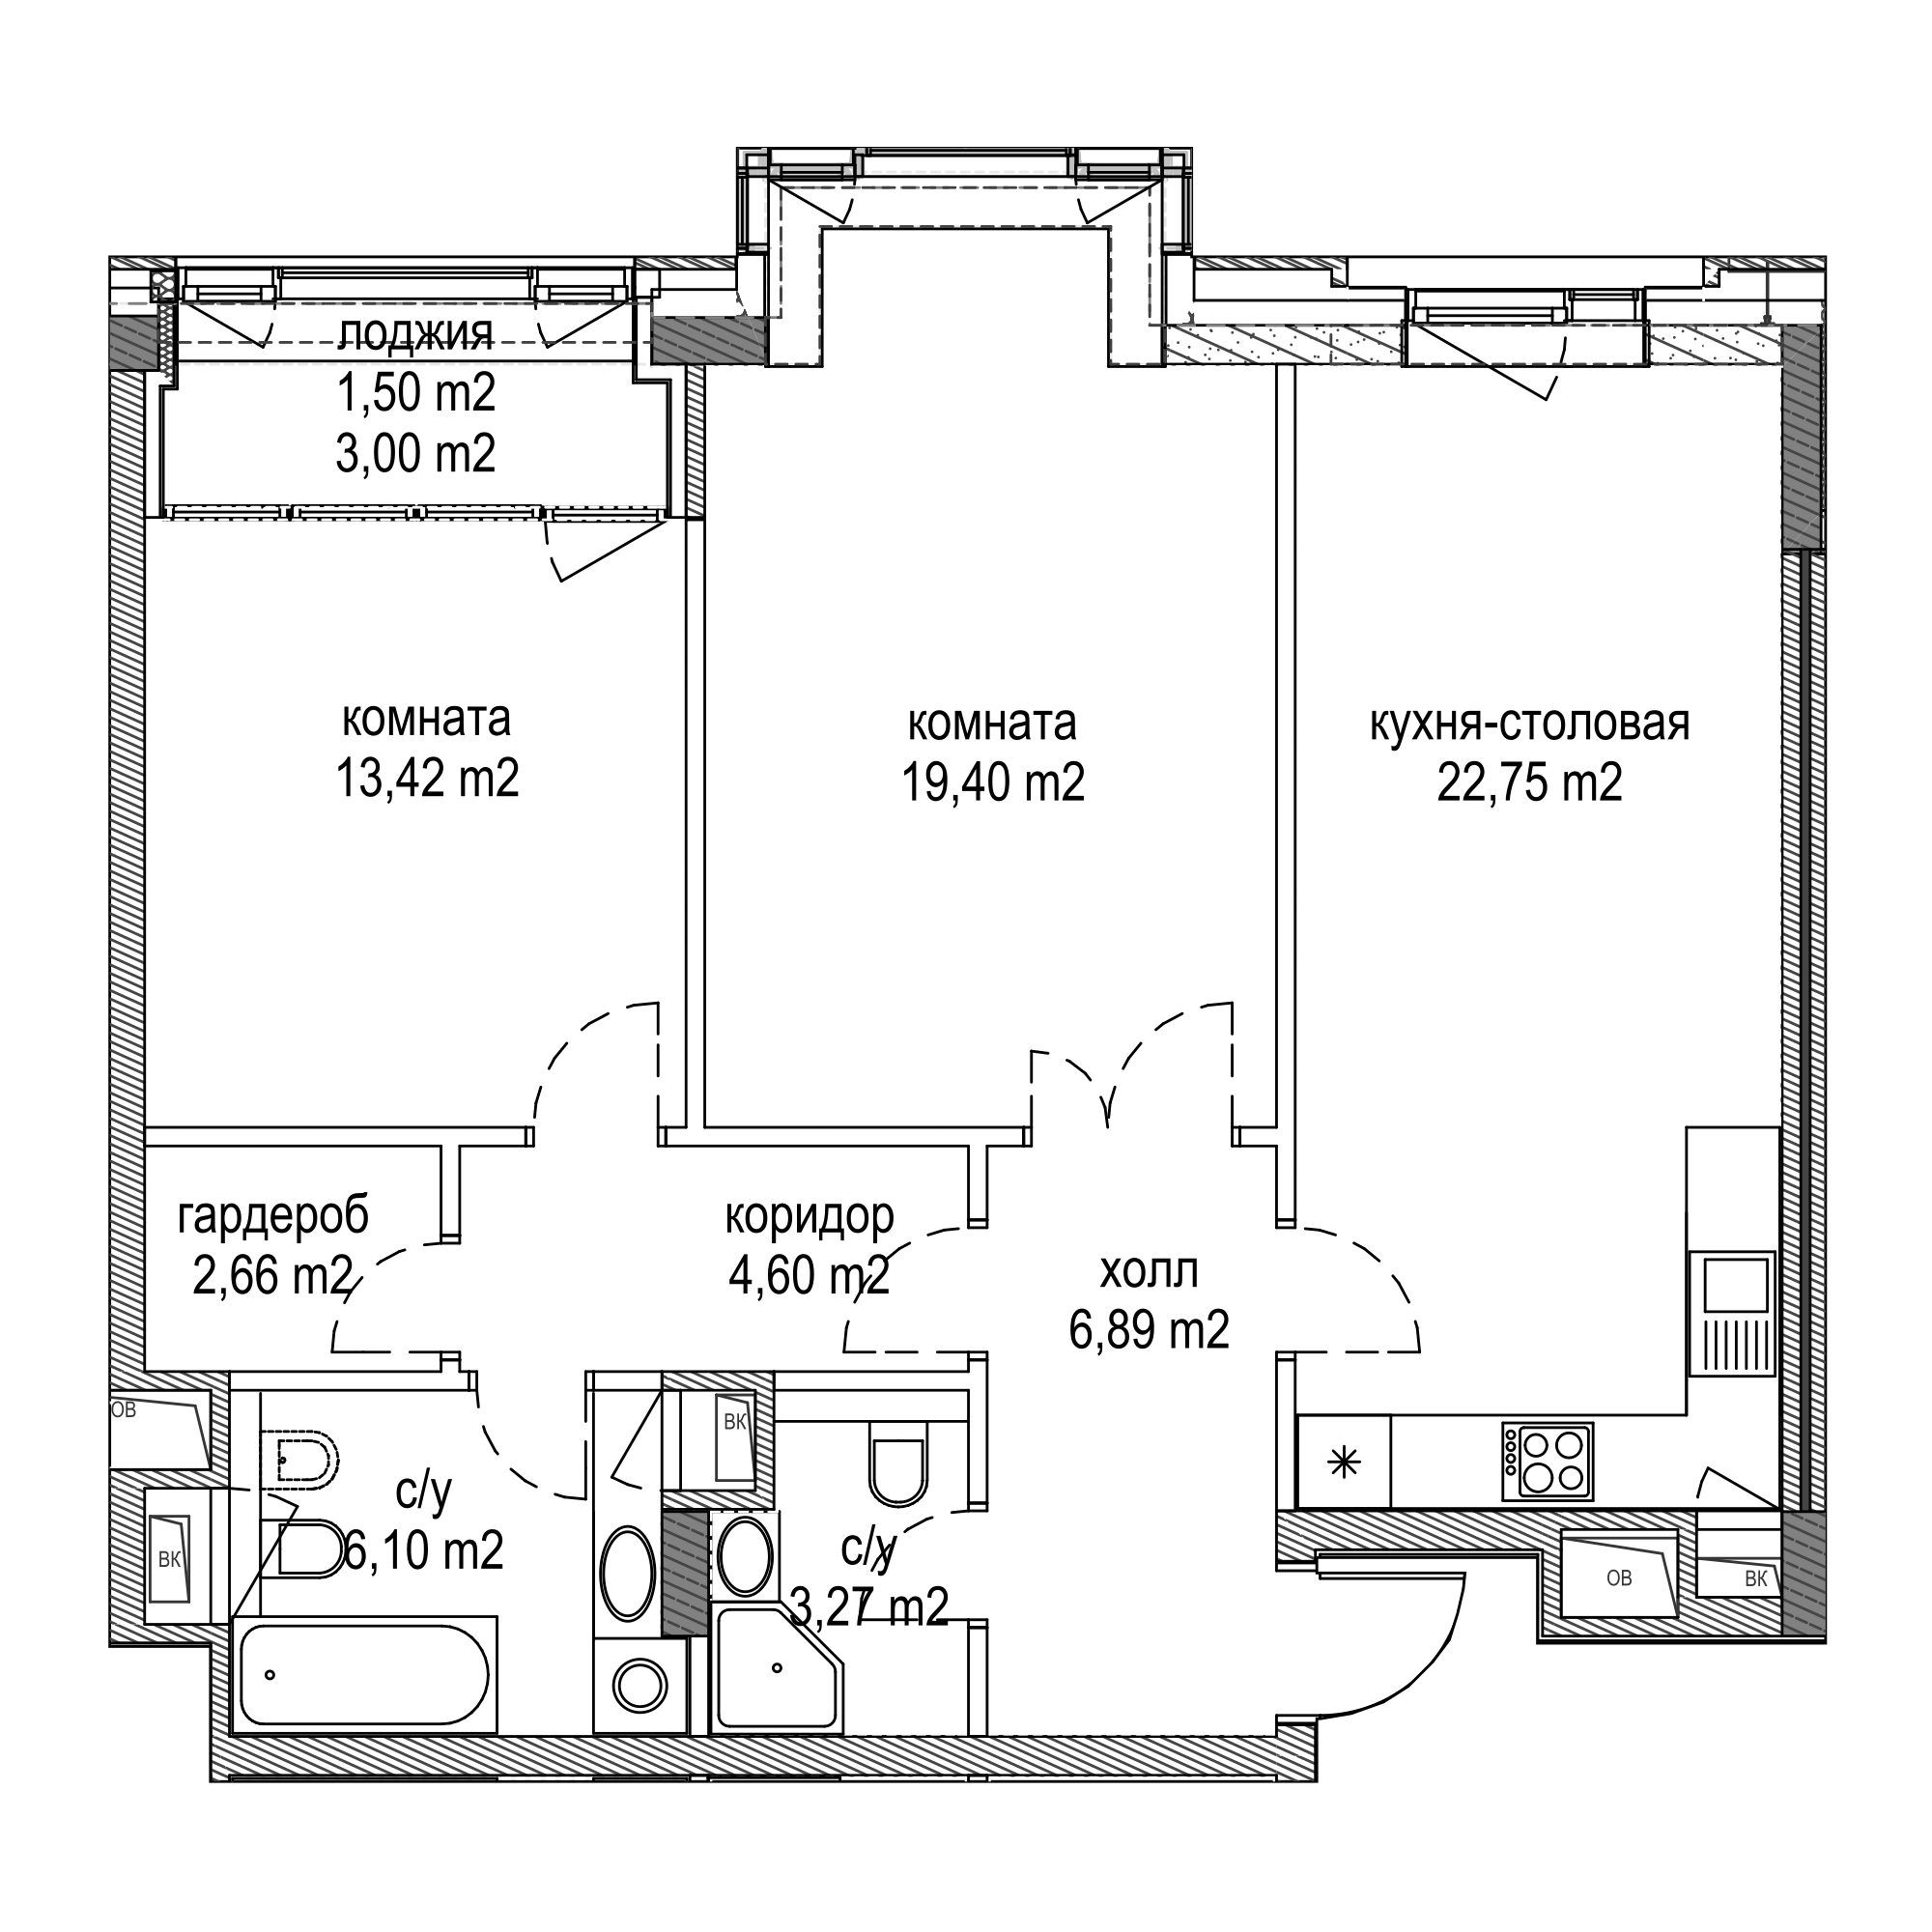 лоджия
1,50 m2
3,00 m2
комната
13,42 m2
комната
19,40 m2
кухня-столовая
22,75 m2
гардероб
2,66 m2
коридор
4,60 m2
холл
6,89 m2
ОВ
ВК
с/у
6,10 m2
ВК
с/у
3,27 m2
ОВ
ВК